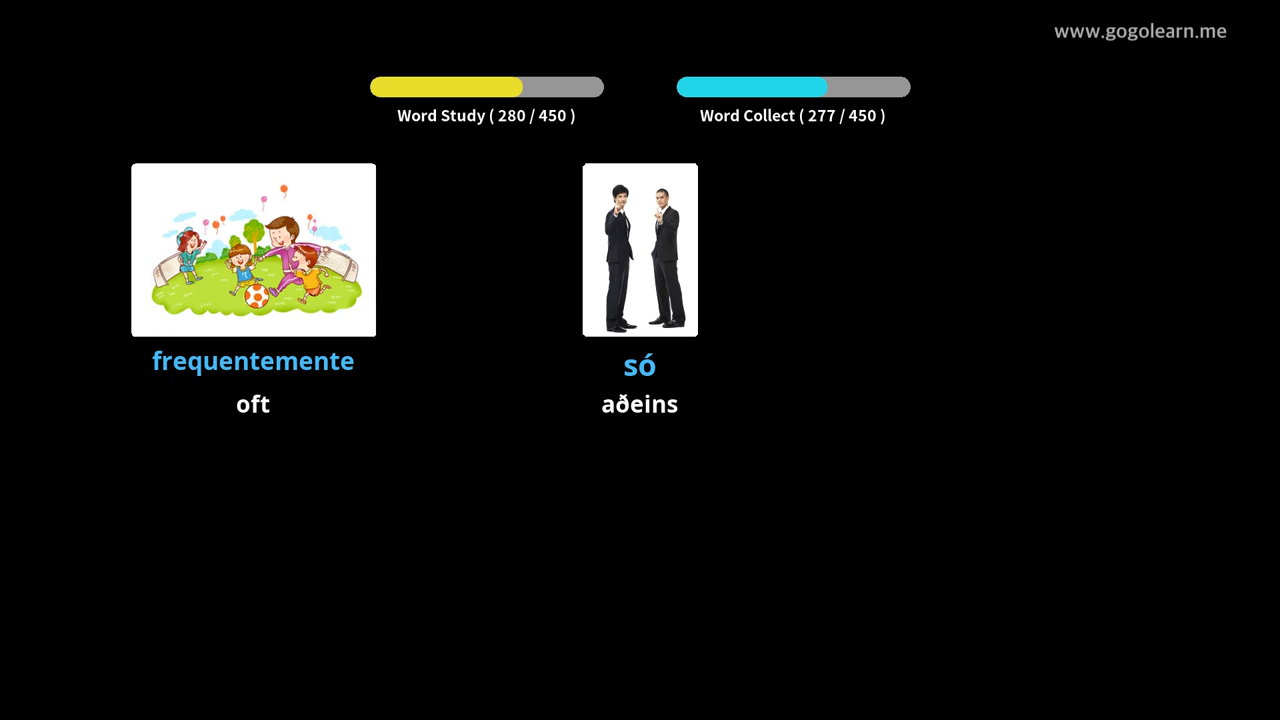 www.gogolearn.me
Word Study ( 280 / 450 )
Word Collect ( 277 / 450 )
frequentemente
oft
só
aðeins